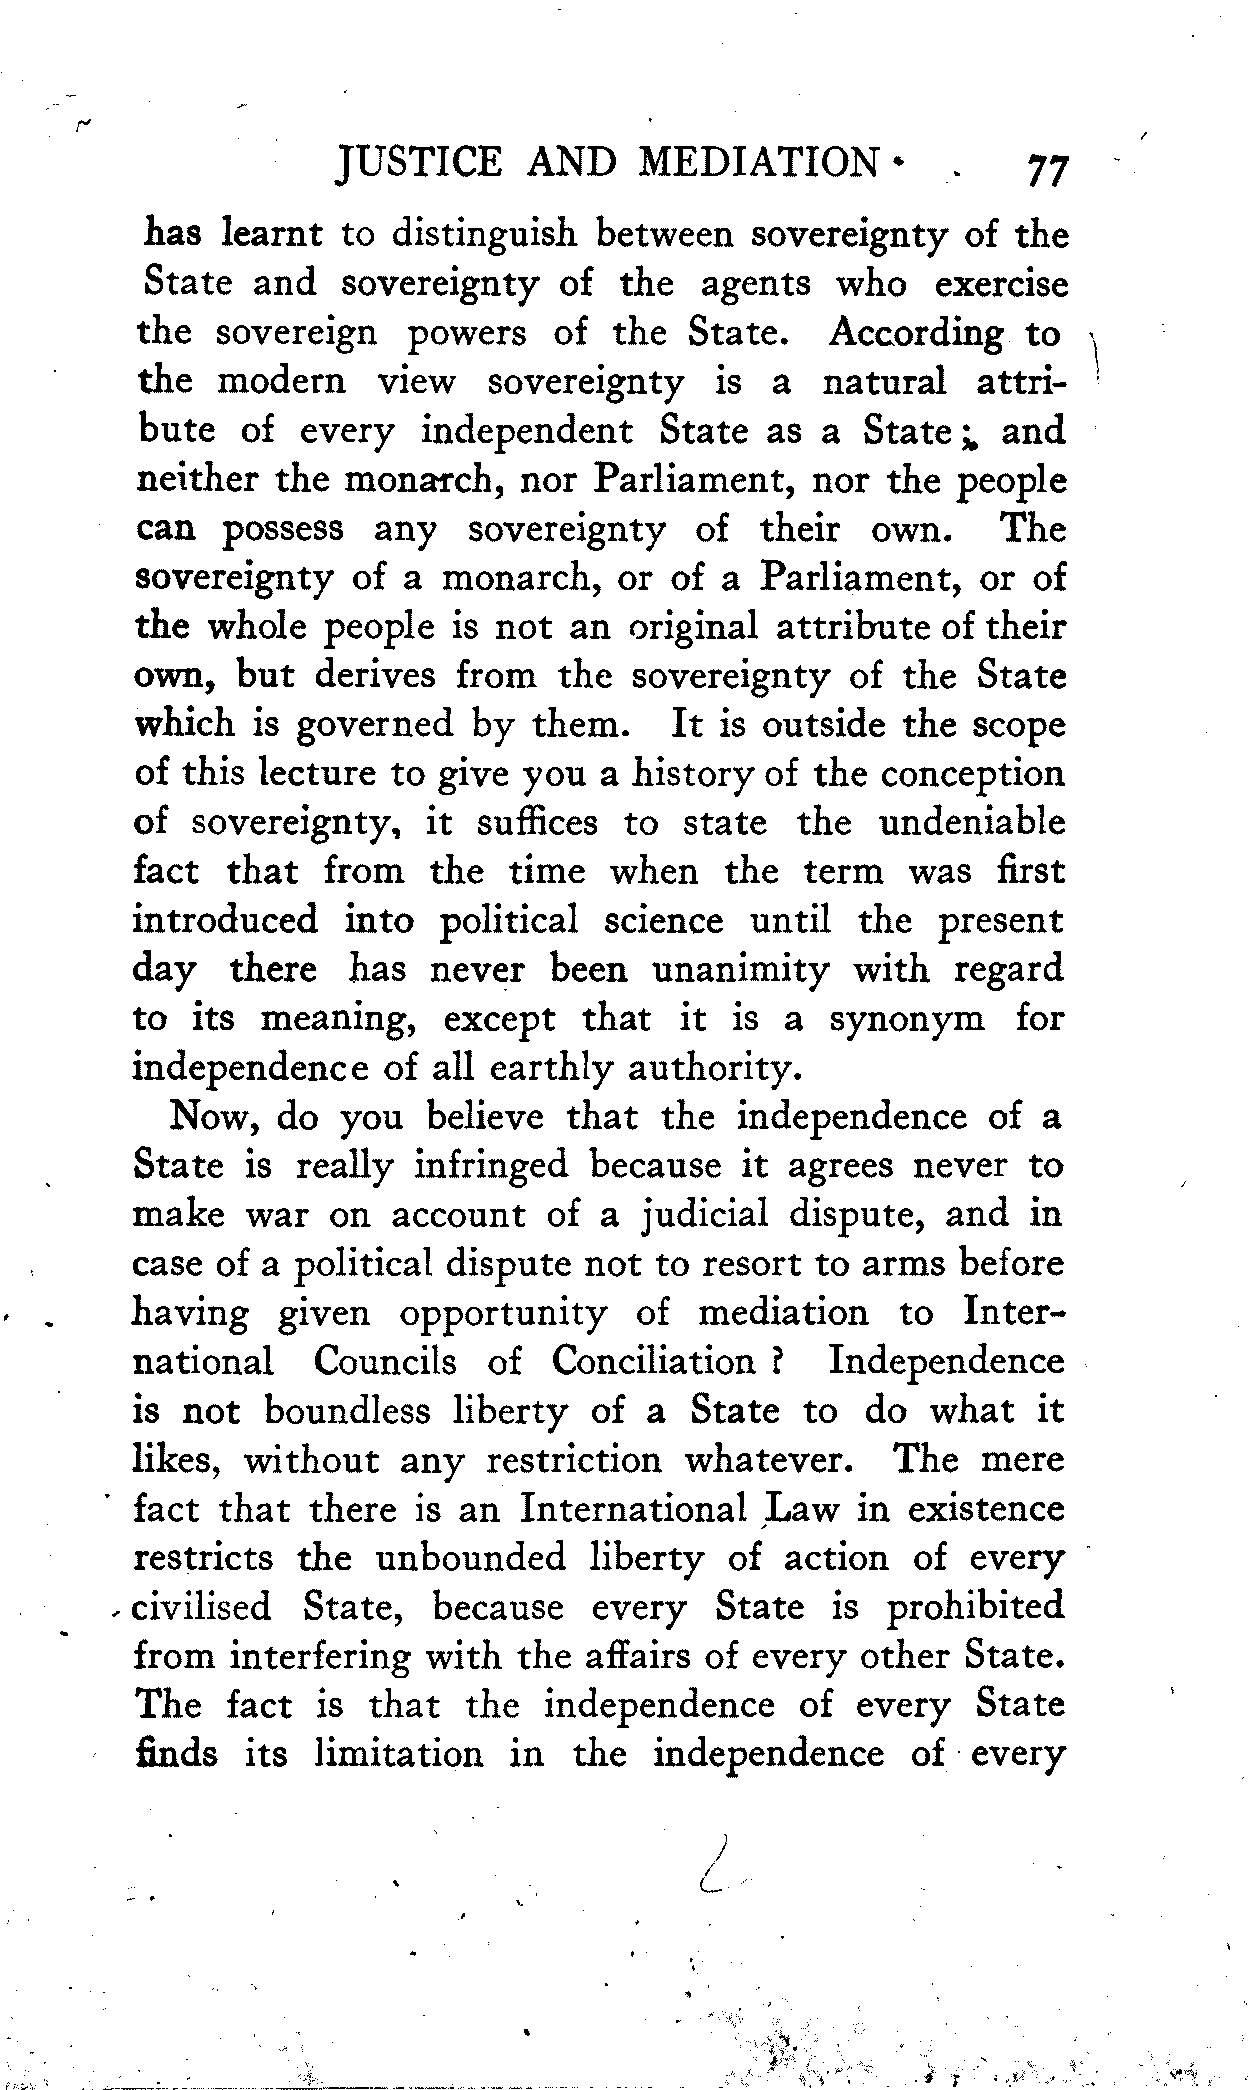 JUSTICE AND MEDIATION 77
has learnt to distinguish between sovereignty of the
State and sovereignty of the agents who exercise
the sovereign powers of the State. According to
the modern view sovereignty is a natural attri-
bute of every independent State as a State; and
neither the monarch, nor Parliament, nor the people
can possess any sovereignty of their own. The
sovereignty of a monarch, or of a Parliament, or of
the whole people is not an original attribute of their
own, but derives from the sovereignty of the State
which is governed by them. It is outside the scope
of this lecture to give you a history of the conception
of sovereignty, it suffices to state the undeniable
fact that from the time when the term was first
introduced into political science until the present
day there has never been unanimity with regard
to its meaning, except that it is a synonym for
independence of all earthly authority.
Now, do you believe that the independence of a
State is really infringed because it agrees never to
make war on account of a judicial dispute, and in
case of a political dispute not to resort to arms before
having given opportunity of mediation to Inter-
national Councils of Conciliation ? Independence
is not boundless liberty of a State to do what it
likes, without any restriction whatever. The mere
fact that there is an International Law in existence
restricts the unbounded liberty of action of every
civilised State, because every State is prohibited
from interfering with the affairs of every other State.
The fact is that the independence of every State
finds its limitation in the independence of every